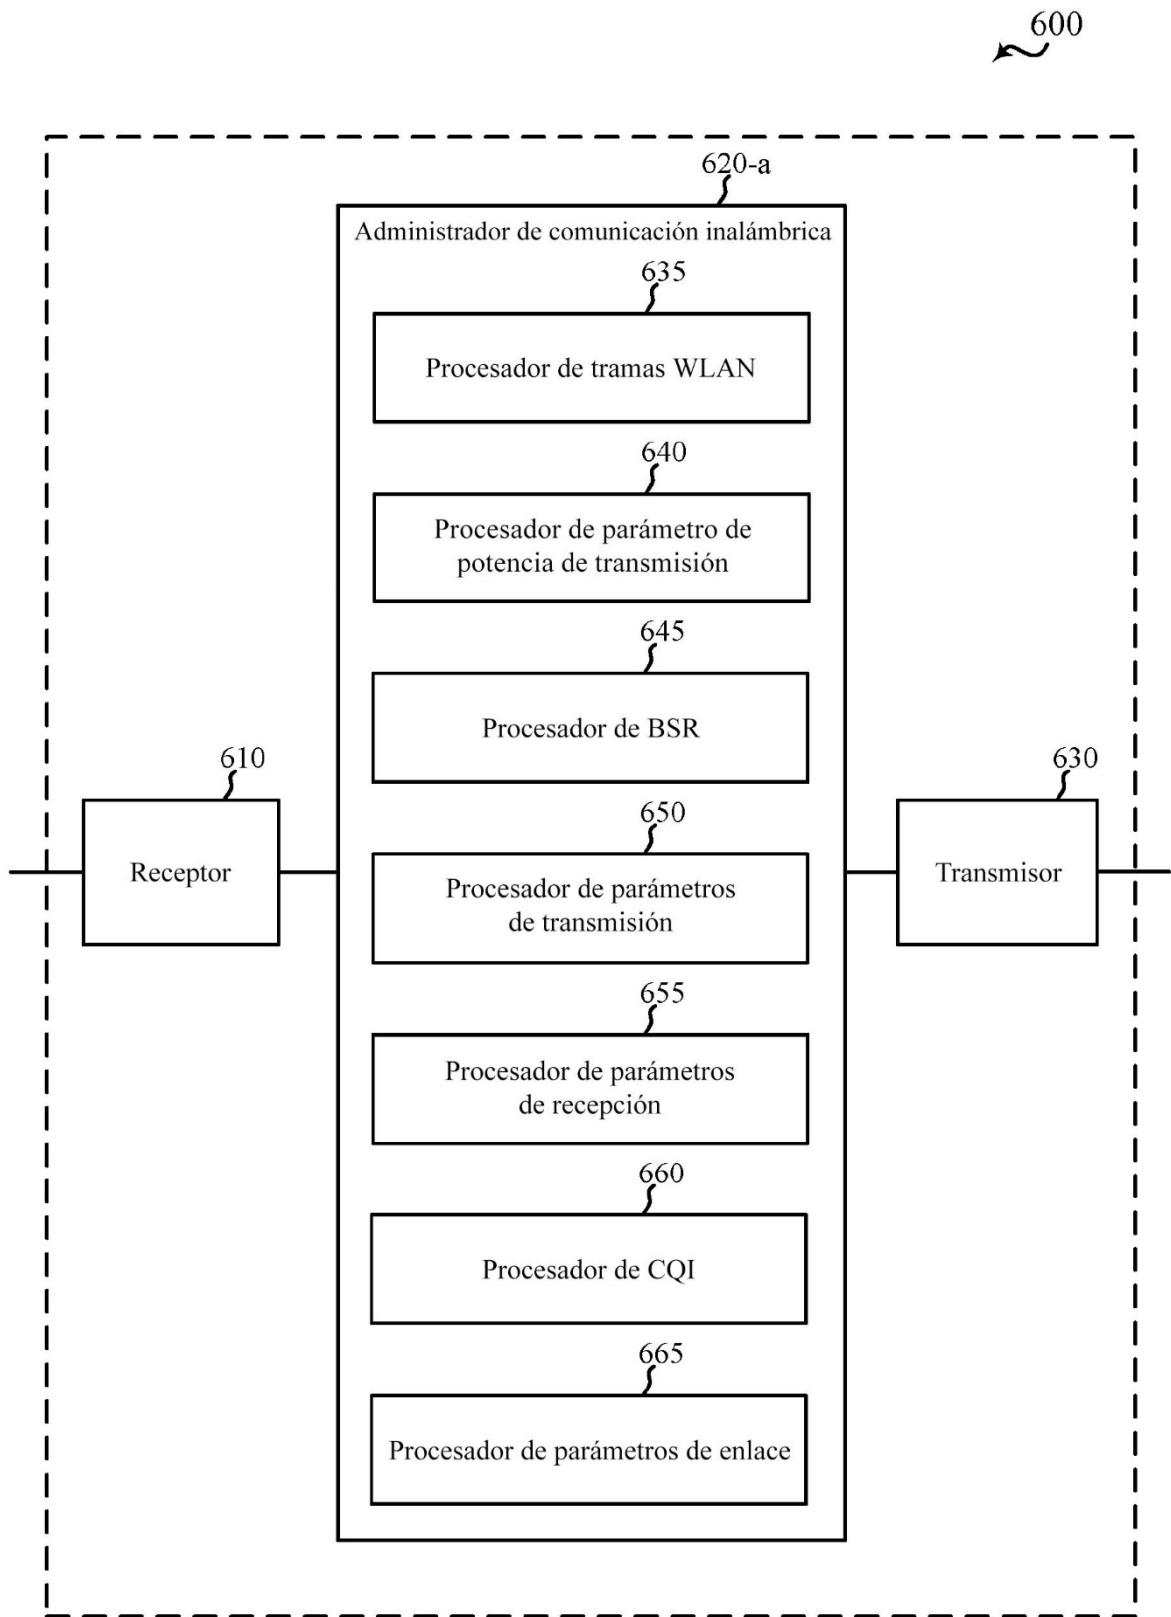 600
620-a
Administrador de comunicación inalámbrica
635
Procesador de tramas WLAN
640
Procesador de parámetro de
potencia de transmisión
645
Procesador de BSR
610
Receptor
650
Procesador de parámetros
de transmisión
630
Transmisor
655
Procesador de parámetros
de recepción
660
Procesador de CQI
665
Procesador de parámetros de enlace